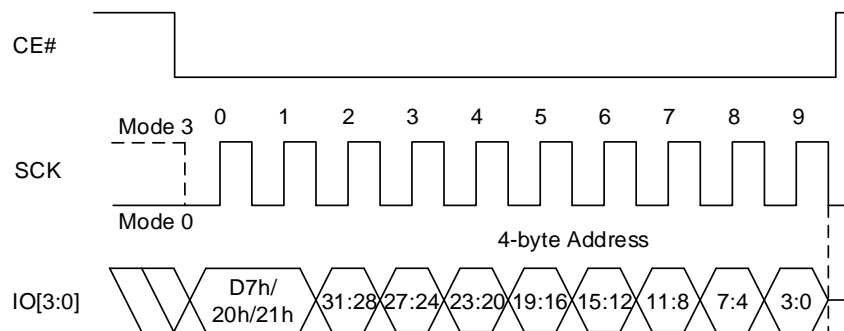 CE#
Mode 3
0 1 2 3 4 5 6 7 8 9
SCK
Mode 0
4-byte Address
IO[3:0]
D7h/
20h/21h
31:28 27:24 23:20 19:16 15:12 11:8 7:4 3:0